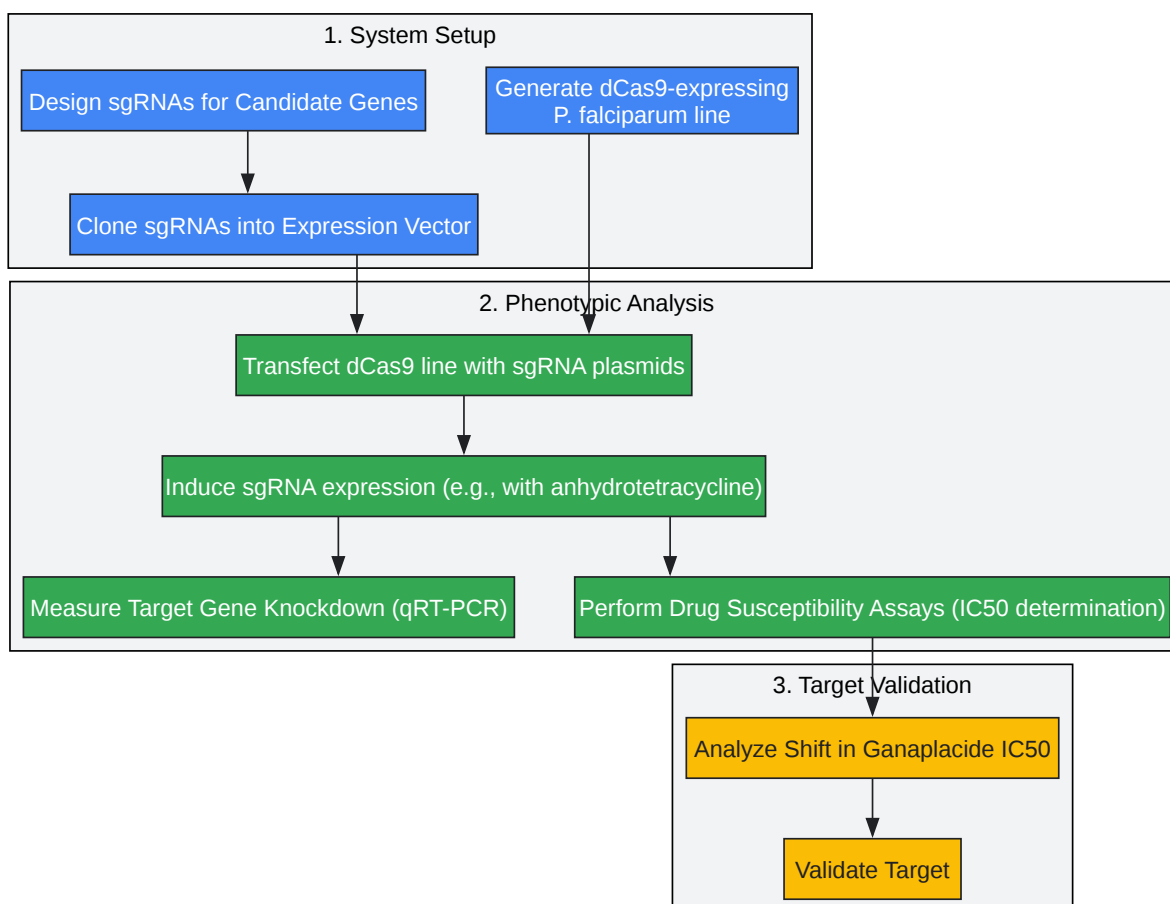 1. System Setup
Design sgRNAs for Candidate Genes
Generate dCas9-expressing
P. falciparum line
Clone sgRNAs into Expression Vector
2. Phenotypic Analysis
Transfect dCas9 line with sgRNA plasmids
Induce sgRNA expression (e.g., with anhydrotetracycline)
Measure Target Gene Knockdown (qRT-PCR)
Perform Drug Susceptibility Assays (IC50 determination)
3. Target Validation
Analyze Shift in Ganaplacide IC50
Validate Target